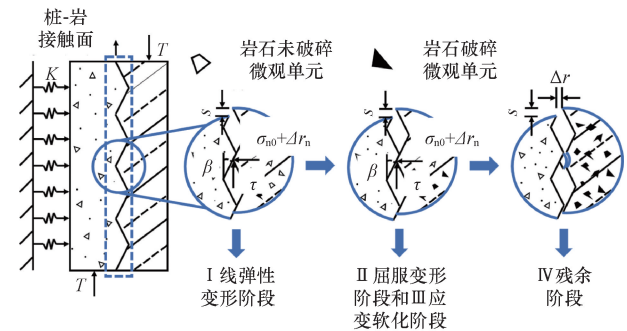 桩-岩
接触面
T
K
T
岩石未破碎
微观单元
岩石破碎
微观单元
s
σn0+Δrn
β
τ
s
σn0+Δrn
β
τ
s
Δr
Ⅰ线弹性
变形阶段
Ⅱ屈服变形
阶段和Ⅲ应
变软化阶段
Ⅳ残余
阶段